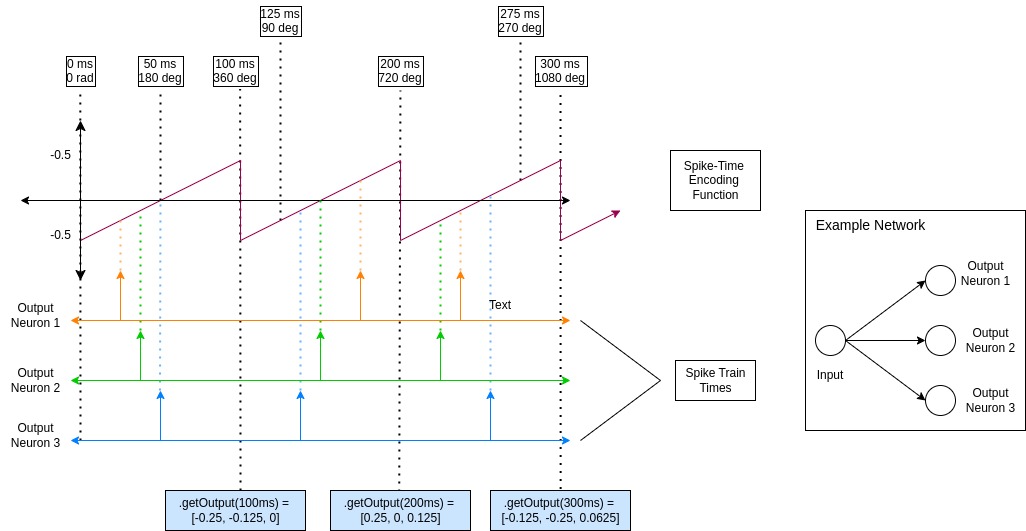 125 ms
90 deg
275 ms
270 deg
0 ms
0 rad
50 ms
180 deg
100 ms
360 deg
200 ms
720 deg
300 ms
1080 deg
-0.5
-0.5
Spike-Time
Encoding
Function
Example Network
Output
Neuron 1
Output
Neuron 2
Output
Neuron 3
Input
Text
Output
Neuron 1
Output
Neuron 2
Output
Neuron 3
Spike Train
Times
.getOutput(100ms) =
[-0.25, -0.125, 0]
.getOutput(200ms) =
[0.25, 0, 0.125]
.getOutput(300ms) =
[-0.125, -0.25, 0.0625]